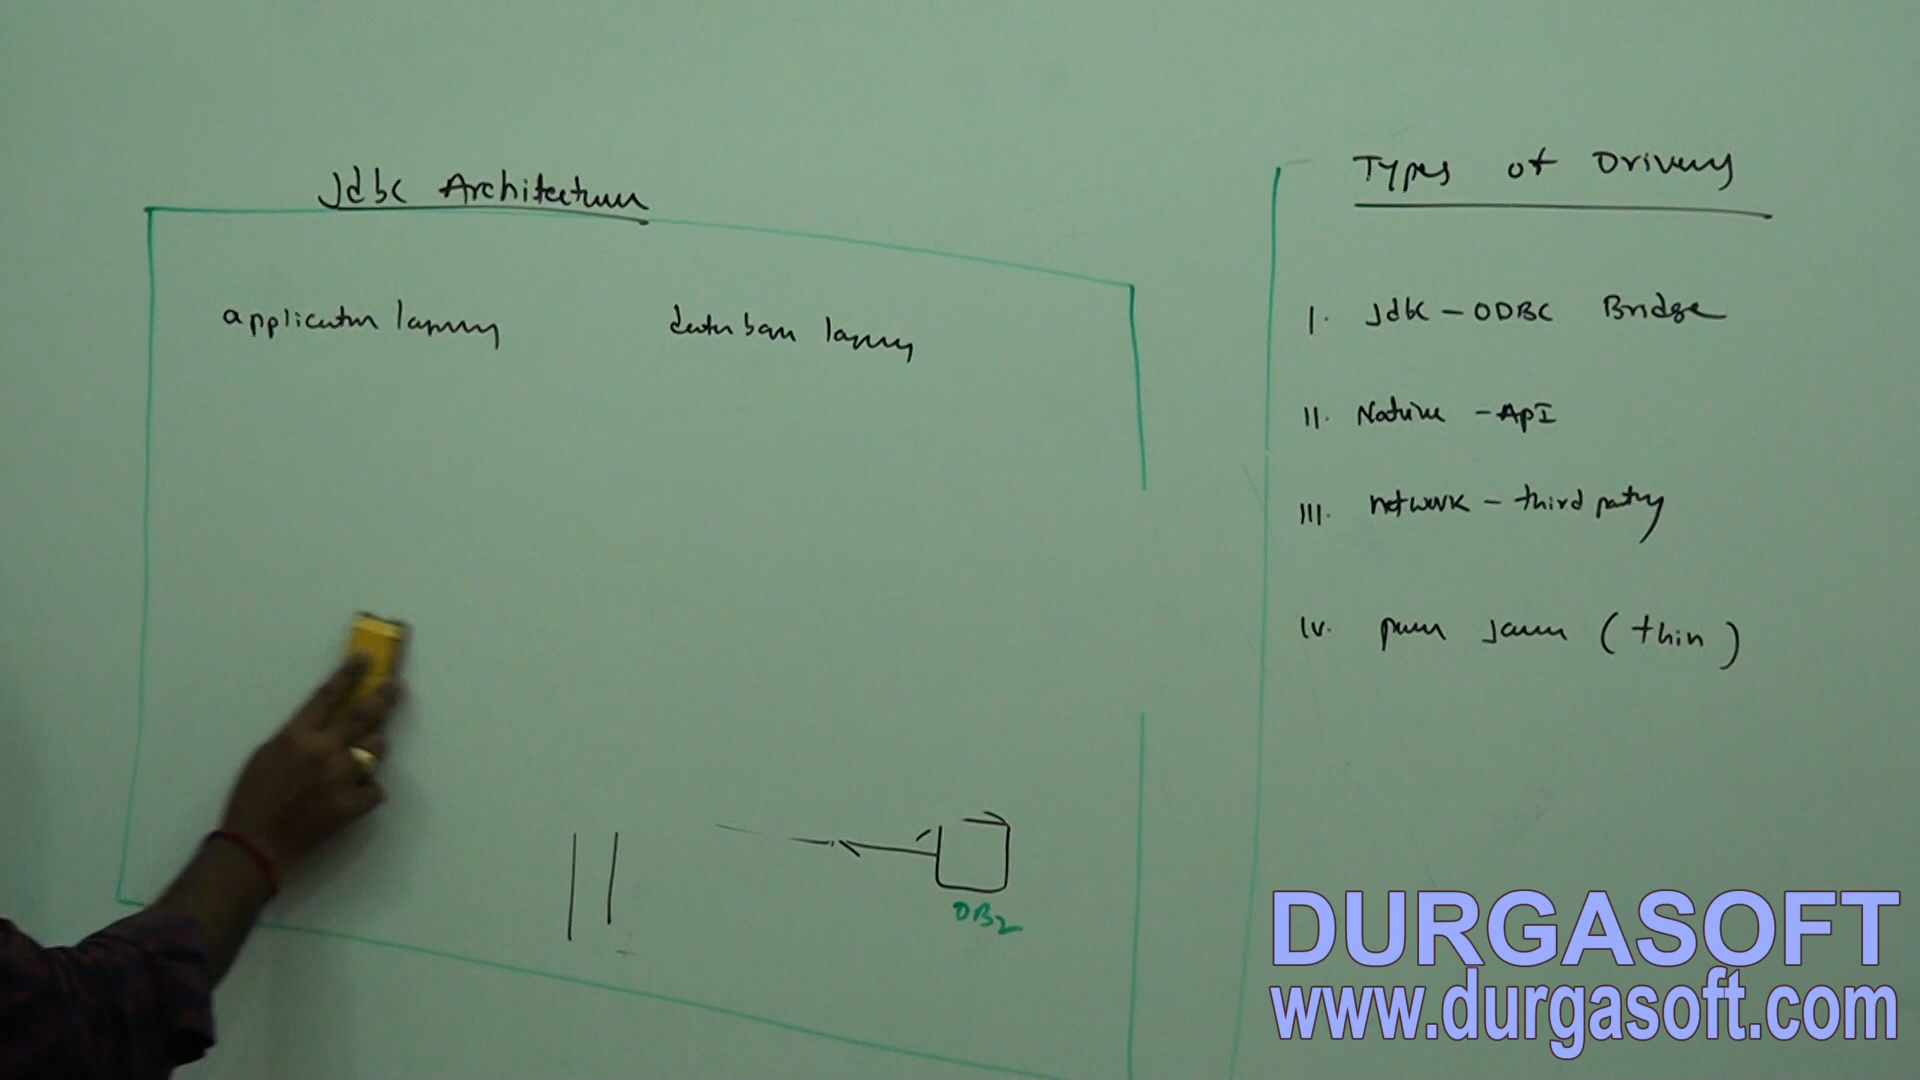 Jdbc Architecture
application layer
database layer
DB2
Types of Drivers
I. Jdbc - ODBC Bridge
II. Native - API
III. network - third party
IV. pure Java (thin)
DURGASOFT
www.durgasoft.com